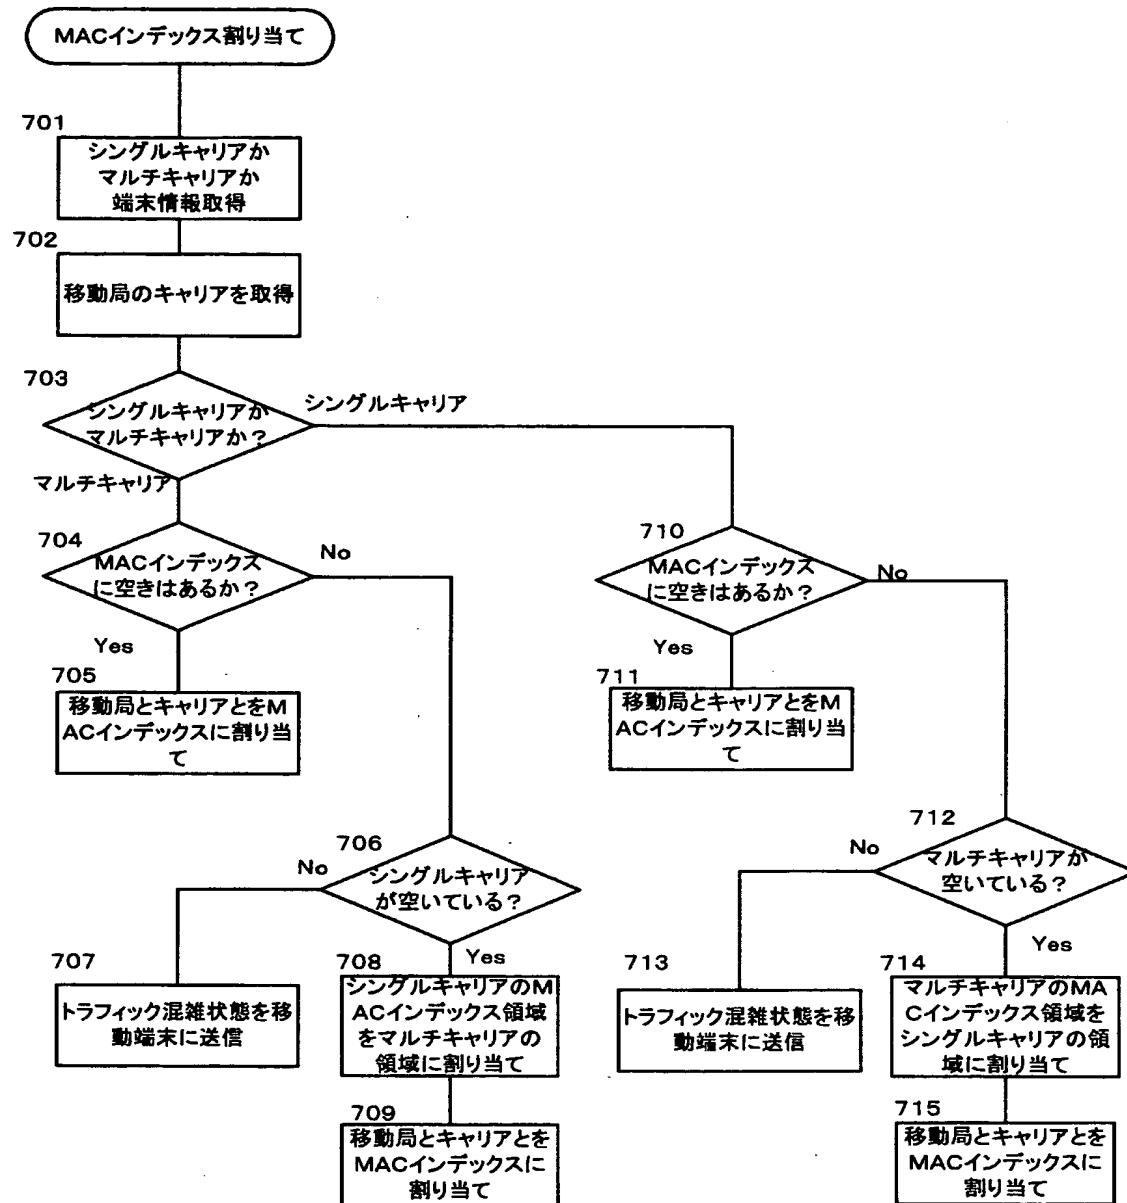 MACインデックス割り当て
701
シングルキャリアか
マルチキャリアか
端末情報取得
702
移動局のキャリアを取得
703
シングルキャリアか
マルチキャリアか?
シングルキャリア
マルチキャリア
704
MACインデックス
に空きはあるか?
No
Yes
705
移動局とキャリアとをM
ACインデックスに割り当
て
710
MACインデックス
に空きはあるか?
No
Yes
711
移動局とキャリアとをM
ACインデックスに割り当
て
706
シングルキャリア
が空いている?
No
Yes
707
トラフィック混雑状態を移
動端末に送信
708
シングルキャリアのM
ACインデックス領域
をマルチキャリアの
領域に割り当て
709
移動局とキャリアとを
MACインデックスに
割り当て
712
マルチキャリアが
空いている?
No
Yes
713
トラフィック混雑状態を移
動端末に送信
714
マルチキャリアのMA
Cインデックス領域を
シングルキャリアの領
域に割り当て
715
移動局とキャリアとを
MACインデックスに
割り当て